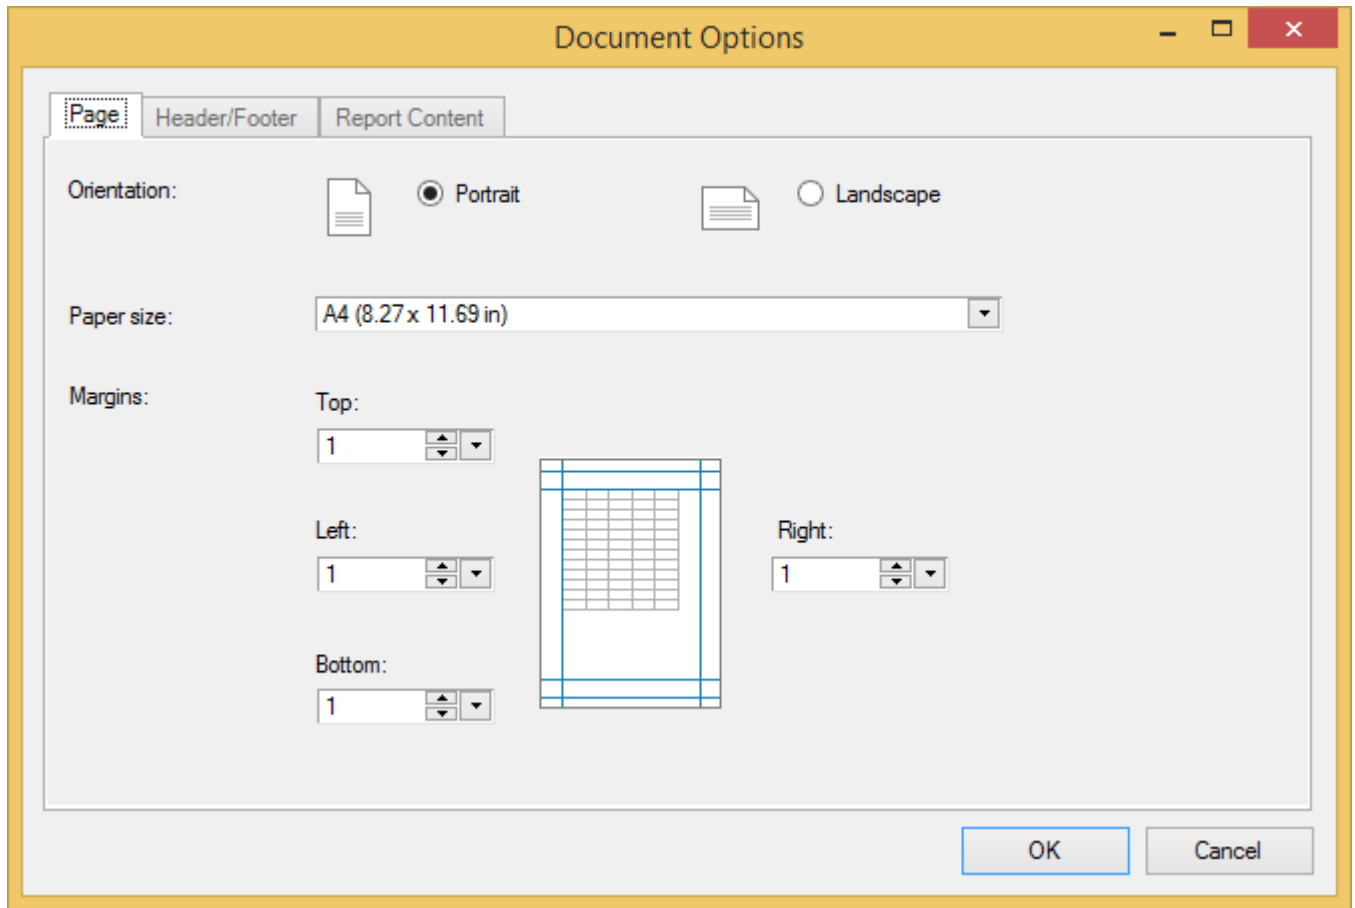 Document Options
Page Header/Footer Report Content
Orientation: Portrait Landscape
Paper size: A4 (8.27 x 11.69 in)
Margins: Top:
1
Left: Right:
1 1
Bottom:
1
OK Cancel